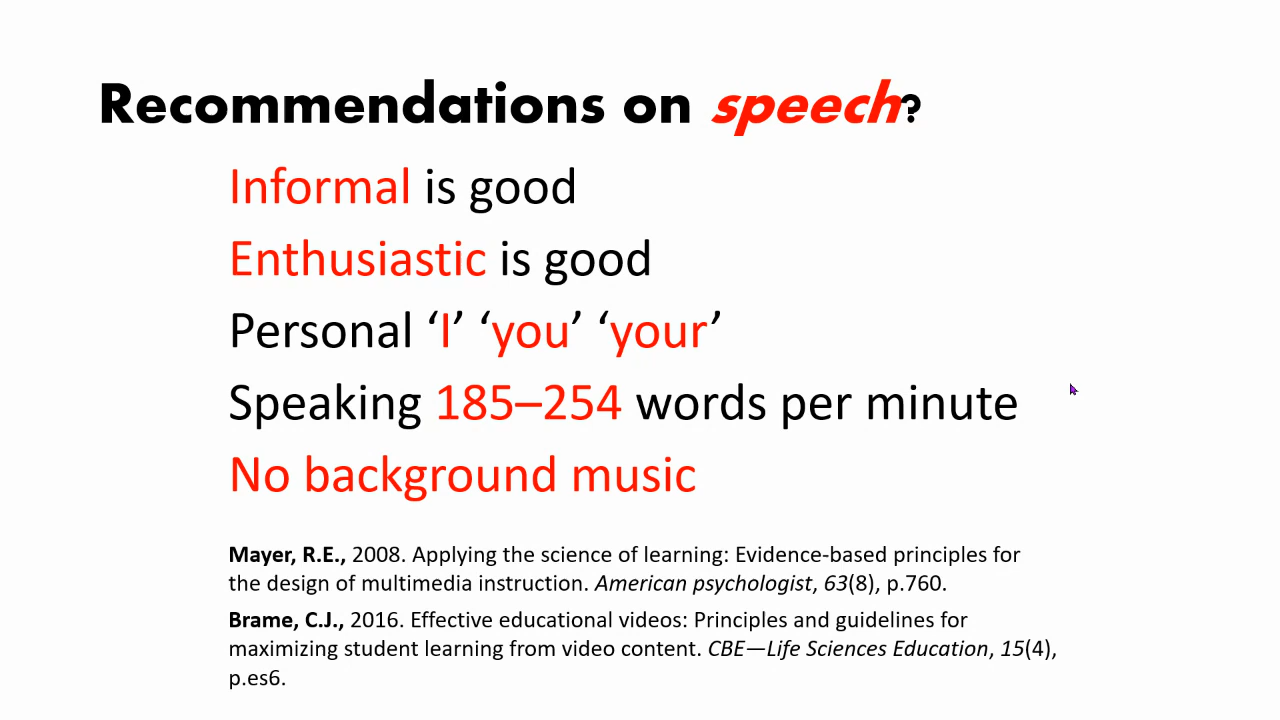 Recommendations on speech?
Informal is good
Enthusiastic is good
Personal ‘I’ ‘you’ ‘your’
Speaking 185–254 words per minute
No background music
Mayer, R.E., 2008. Applying the science of learning: Evidence-based principles for
the design of multimedia instruction. American psychologist, 63(8), p.760.
Brame, C.J., 2016. Effective educational videos: Principles and guidelines for
maximizing student learning from video content. CBE—Life Sciences Education, 15(4),
p.es6.